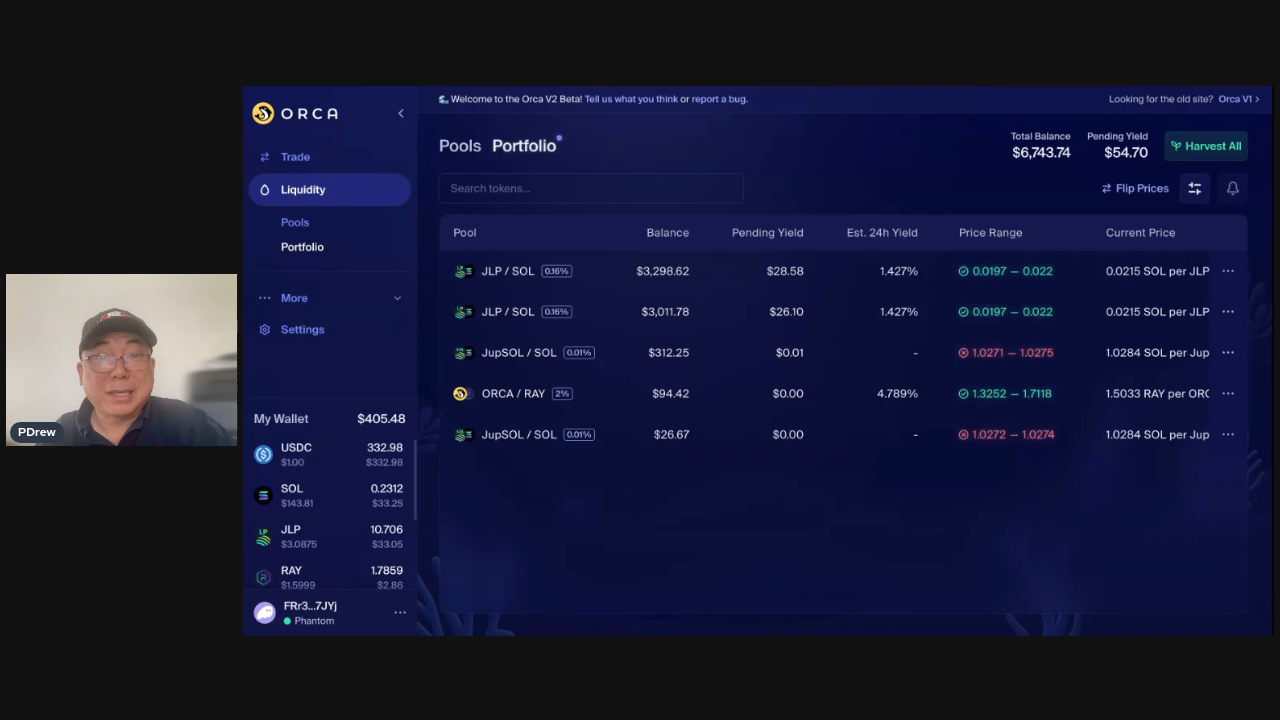 Welcome to the Orca V2 Beta! Tell us what you think or report a bug.
Looking for the old site? Orca V1
ORCA
Trade
Liquidity
Pools
Portfolio
More
Settings
Pools Portfolio
Total Balance
$6,743.74
Pending Yield
$54.70
Harvest All
Search tokens...
Flip Prices
Pool Balance Pending Yield Est. 24h Yield Price Range Current Price
JLP / SOL 0.16% $3,298.62 $28.58 1.427% 0.0197 — 0.022 0.0215 SOL per JLP
JLP / SOL 0.16% $3,011.78 $26.10 1.427% 0.0197 — 0.022 0.0215 SOL per JLP
JupSOL / SOL 0.01% $312.25 $0.01 - 1.0271 — 1.0275 1.0284 SOL per Jup
ORCA / RAY 2% $94.42 $0.00 4.789% 1.3252 — 1.7118 1.5033 RAY per ORC
JupSOL / SOL 0.01% $26.67 $0.00 - 1.0272 — 1.0274 1.0284 SOL per Jup
My Wallet $405.48
USDC 332.98
$1.00 $332.98
SOL 0.2312
$143.81 $33.25
JLP 10.706
$3.0875 $33.05
RAY 1.7859
$1.5999 $2.86
FRr3...7JYj
Phantom
PDrew